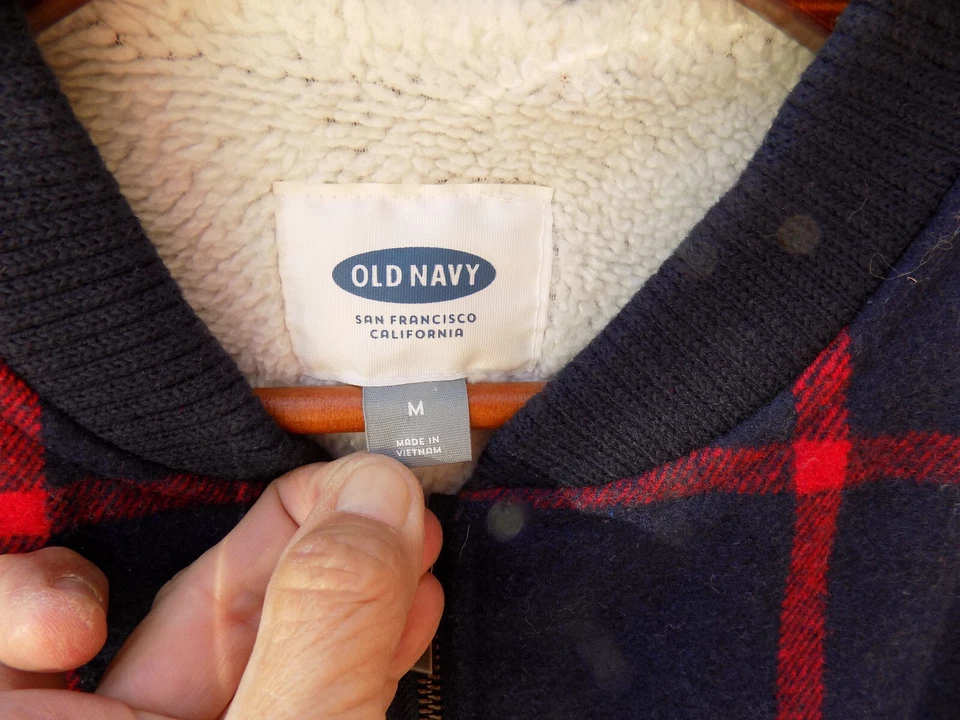 OLD NAVY
SAN FRANCISCO
CALIFORNIA
M
MADE IN
VIETNAM